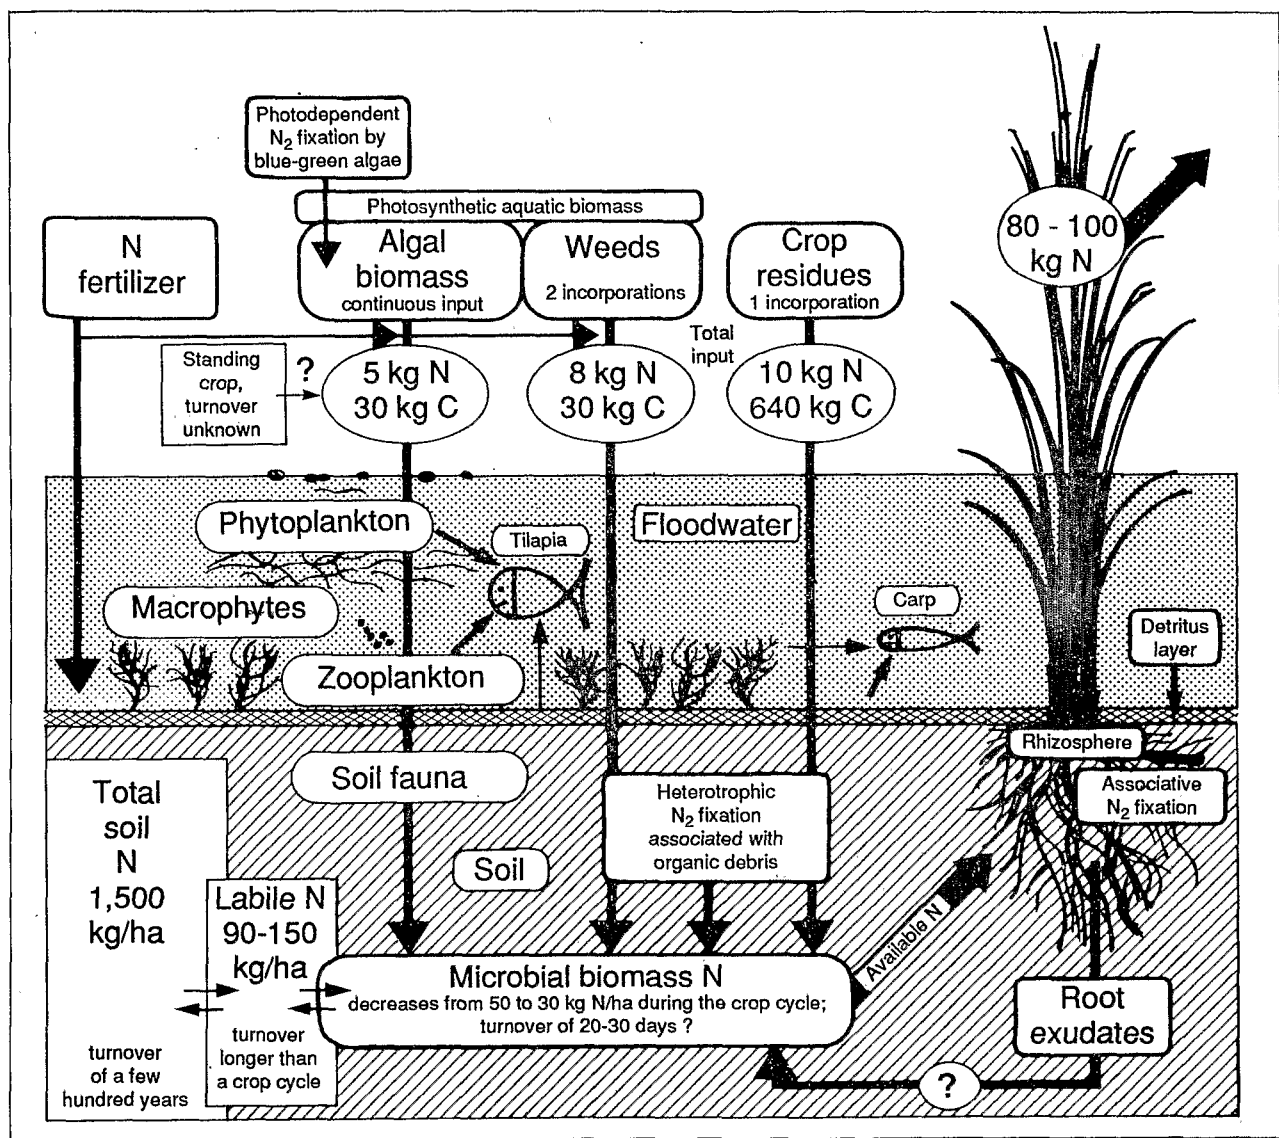 Photodependent
N₂ fixation by
blue-green algae
Photosynthetic aquatic biomass
N
fertilizer
Algal
biomass
continuous input
Weeds
2 incorporations
Crop
residues
1 incorporation
80 - 100
kg N
Total
input
Standing
crop,
turnover
unknown
?
5 kg N
30 kg C
8 kg N
30 kg C
10 kg N
640 kg C
Phytoplankton
Tilapia
Floodwater
Macrophytes
Carp
Detritus
layer
Zooplankton
Rhizosphere
Soil fauna
Associative
N₂ fixation
Heterotrophic
N₂ fixation
associated with
organic debris
Total
soil
N
1,500
kg/ha
turnover
of a few
hundred years
Soil
Labile N
90-150
kg/ha
turnover
longer than
a crop cycle
Available N
Microbial biomass N
decreases from 50 to 30 kg N/ha during the crop cycle;
turnover of 20-30 days ?
Root
exudates
?